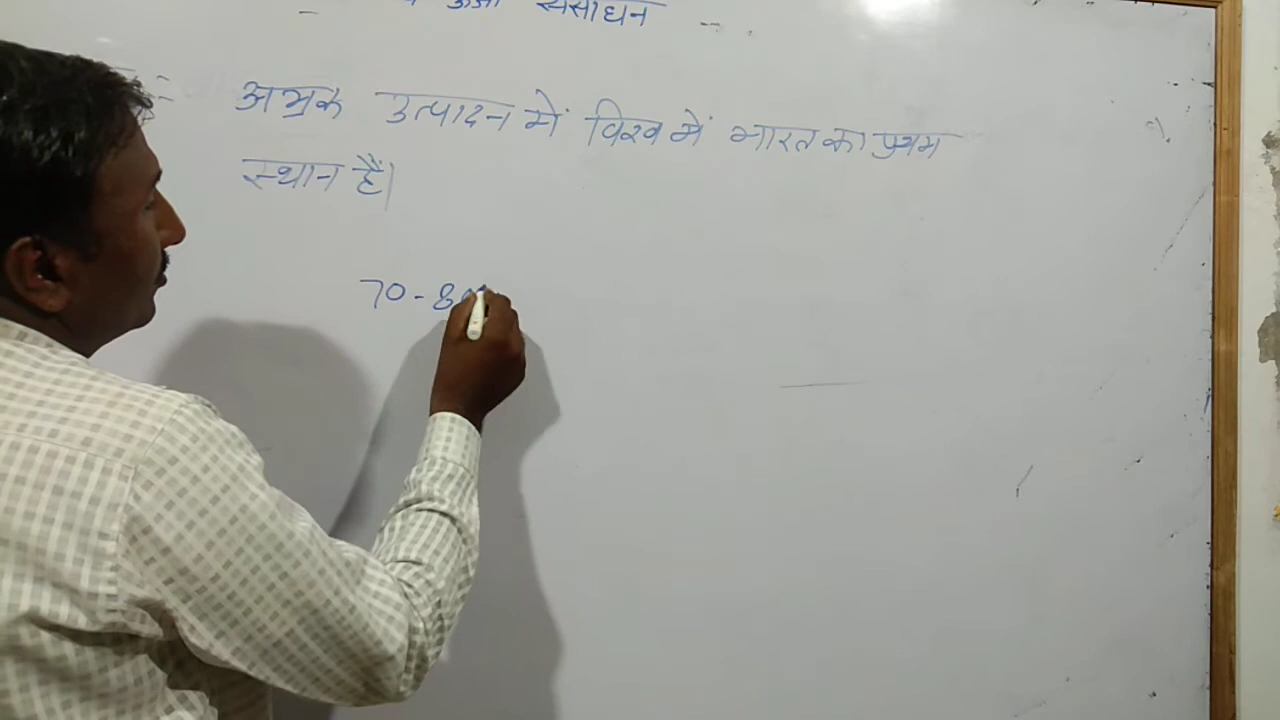 ऊर्जा संसाधन
अभ्रक उत्पादन में विश्व में भारत का प्रथम
स्थान हैं।
70-80